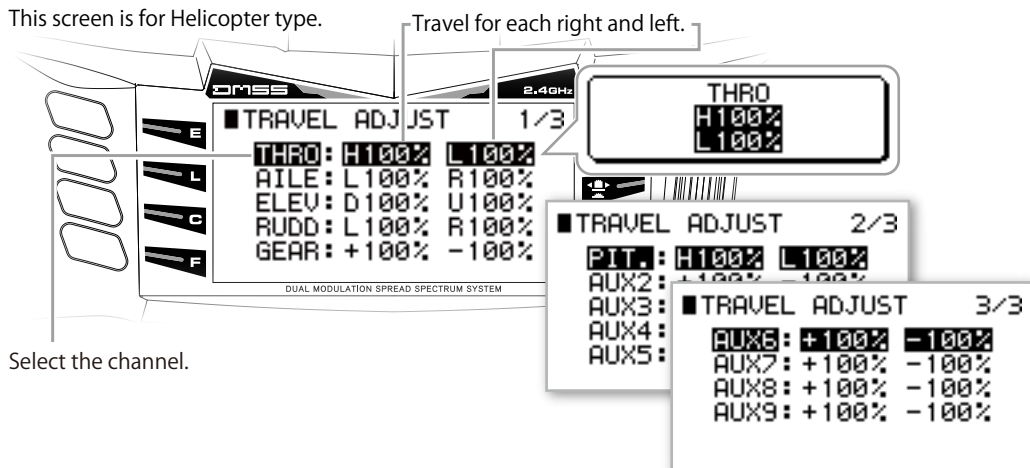 This screen is for Helicopter type.
Travel for each right and left.
DMSS 2.4GHz
■TRAVEL ADJUST 1/3
THRO: H100% L100%
AILE: L100% R100%
ELEV: D100% U100%
RUDD: L100% R100%
GEAR: +100% -100%
E
L
C
F
DUAL MODULATION SPREAD SPECTRUM SYSTEM
THRO
H100%
L100%
■TRAVEL ADJUST 2/3
PIT.: H100% L100%
AUX2: +100% -100%
AUX3:
AUX4:
AUX5:
■TRAVEL ADJUST 3/3
AUX6: +100% -100%
AUX7: +100% -100%
AUX8: +100% -100%
AUX9: +100% -100%
Select the channel.